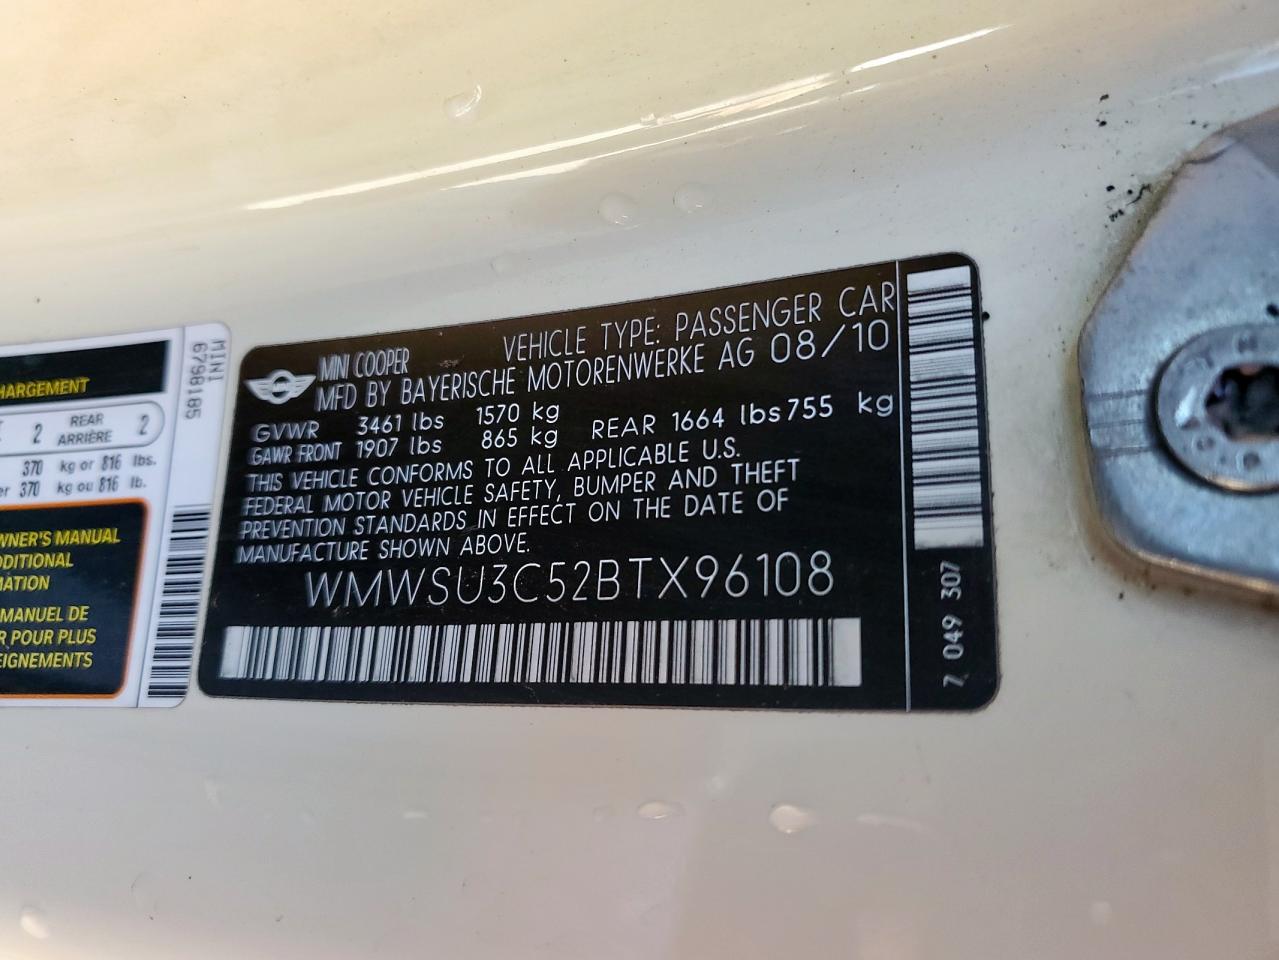 MINI
6798185
HARGEMENT
2 REAR ARRIÈRE 2
370 kg or 816 lbs.
370 kg ou 816 lb.
WNER'S MANUAL
DDITIONAL
MATION
MANUEL DE
R POUR PLUS
EIGNEMENTS
MINI COOPER VEHICLE TYPE: PASSENGER CAR
MFD BY BAYERISCHE MOTORENWERKE AG 08/10
GVWR 3461 lbs 1570 kg
GAWR FRONT 1907 lbs 865 kg REAR 1664 lbs 755 kg
THIS VEHICLE CONFORMS TO ALL APPLICABLE U.S.
FEDERAL MOTOR VEHICLE SAFETY, BUMPER AND THEFT
PREVENTION STANDARDS IN EFFECT ON THE DATE OF
MANUFACTURE SHOWN ABOVE.
WMWSU3C52BTX96108
7 049 307